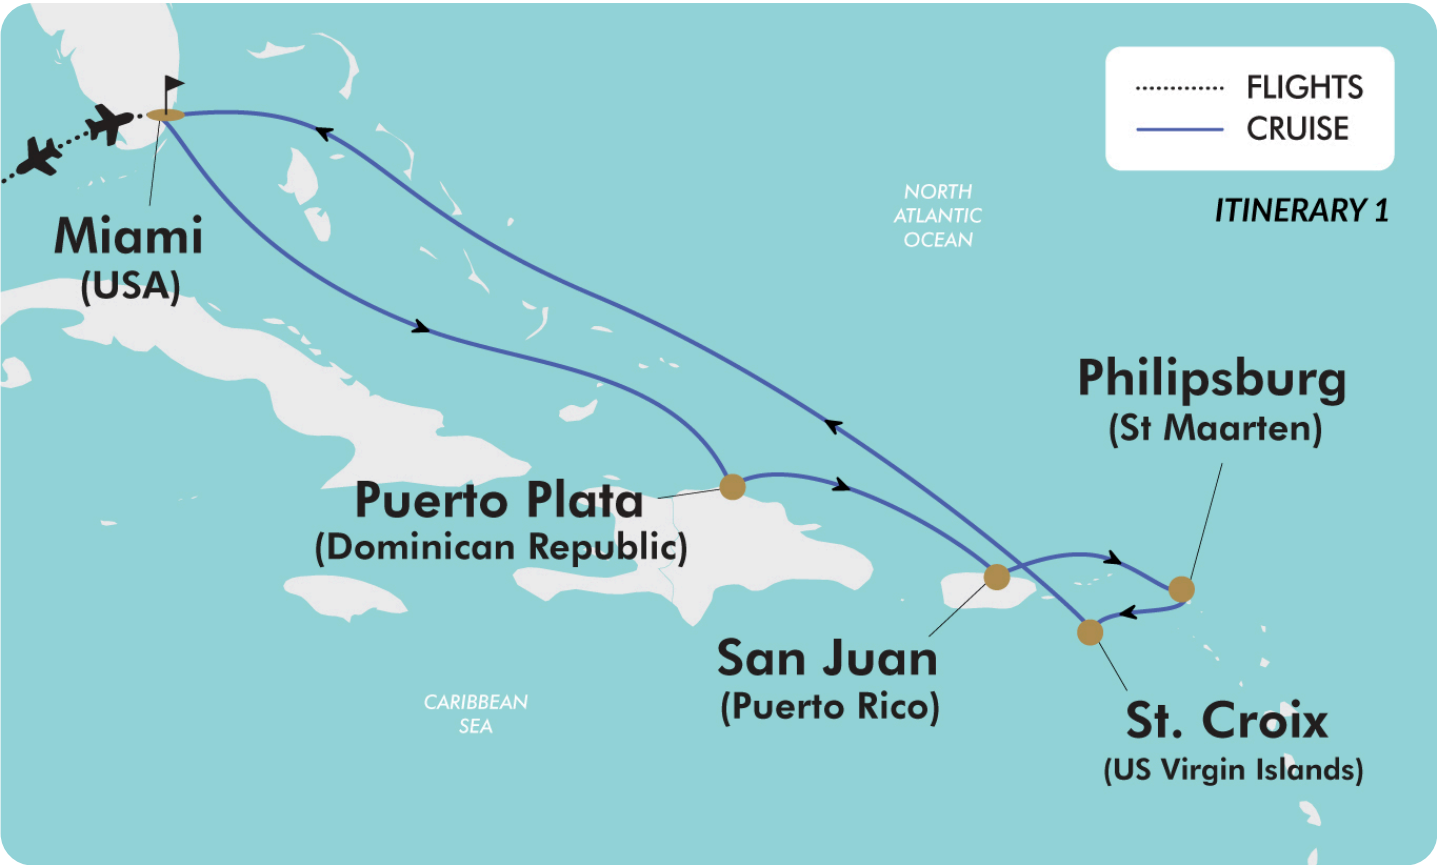 FLIGHTS
CRUISE
ITINERARY 1
NORTH
ATLANTIC
OCEAN
Miami
(USA)
Philipsburg
(St Maarten)
Puerto Plata
(Dominican Republic)
San Juan
(Puerto Rico)
CARIBBEAN
SEA
St. Croix
(US Virgin Islands)